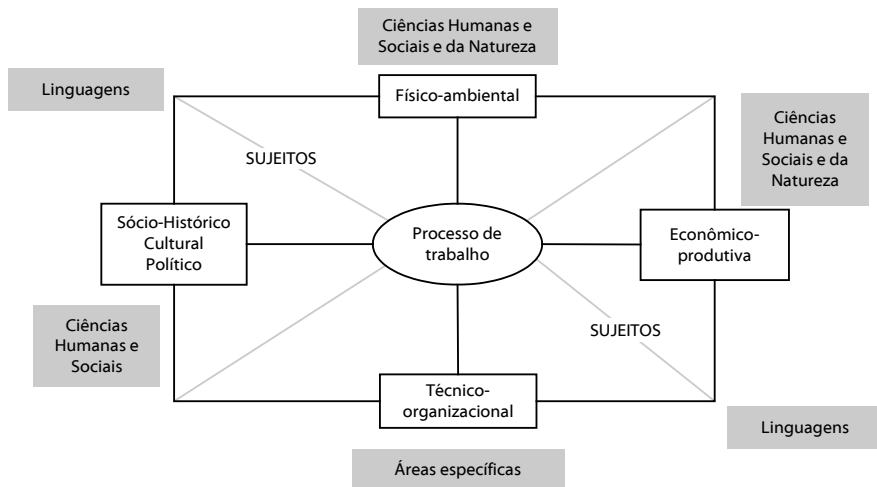 Ciências Humanas e
Sociais e da Natureza
Linguagens
Físico-ambiental
Ciências
Humanas e
Sociais e da
Natureza
SUJEITOS
Sócio-Histórico
Cultural
Político
Processo de
trabalho
Econômico-
produtiva
Ciências
Humanas e
Sociais
SUJEITOS
Técnico-
organizacional
Linguagens
Áreas específicas